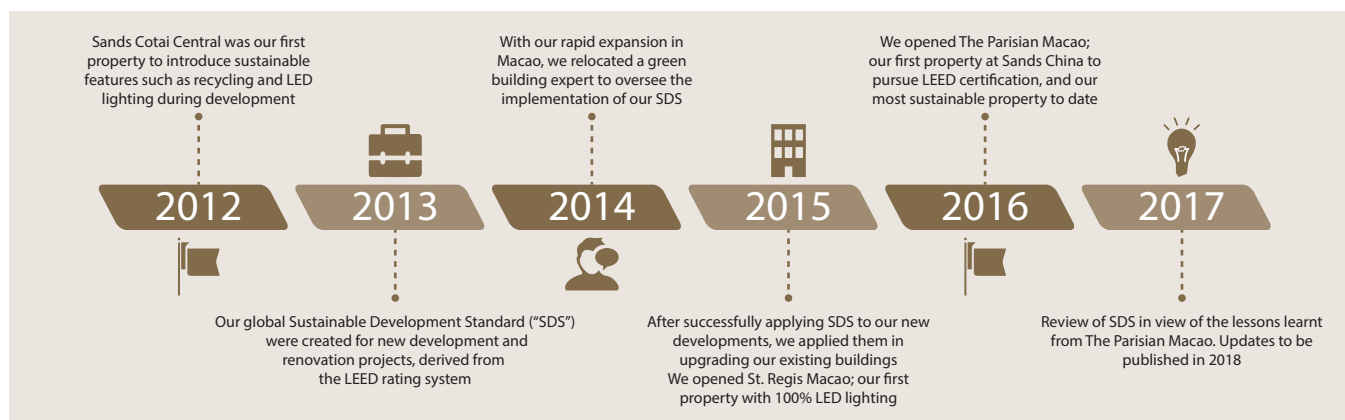 Sands Cotai Central was our first
property to introduce sustainable
features such as recycling and LED
lighting during development
With our rapid expansion in
Macao, we relocated a green
building expert to oversee the
implementation of our SDS
We opened The Parisian Macao;
our first property at Sands China to
pursue LEED certification, and our
most sustainable property to date
2012
2013
2014
2015
2016
2017
Our global Sustainable Development Standard (“SDS”)
were created for new development and
renovation projects, derived from
the LEED rating system
After successfully applying SDS to our new
developments, we applied them in
upgrading our existing buildings
We opened St. Regis Macao; our first
property with 100% LED lighting
Review of SDS in view of the lessons learnt
from The Parisian Macao. Updates to be
published in 2018